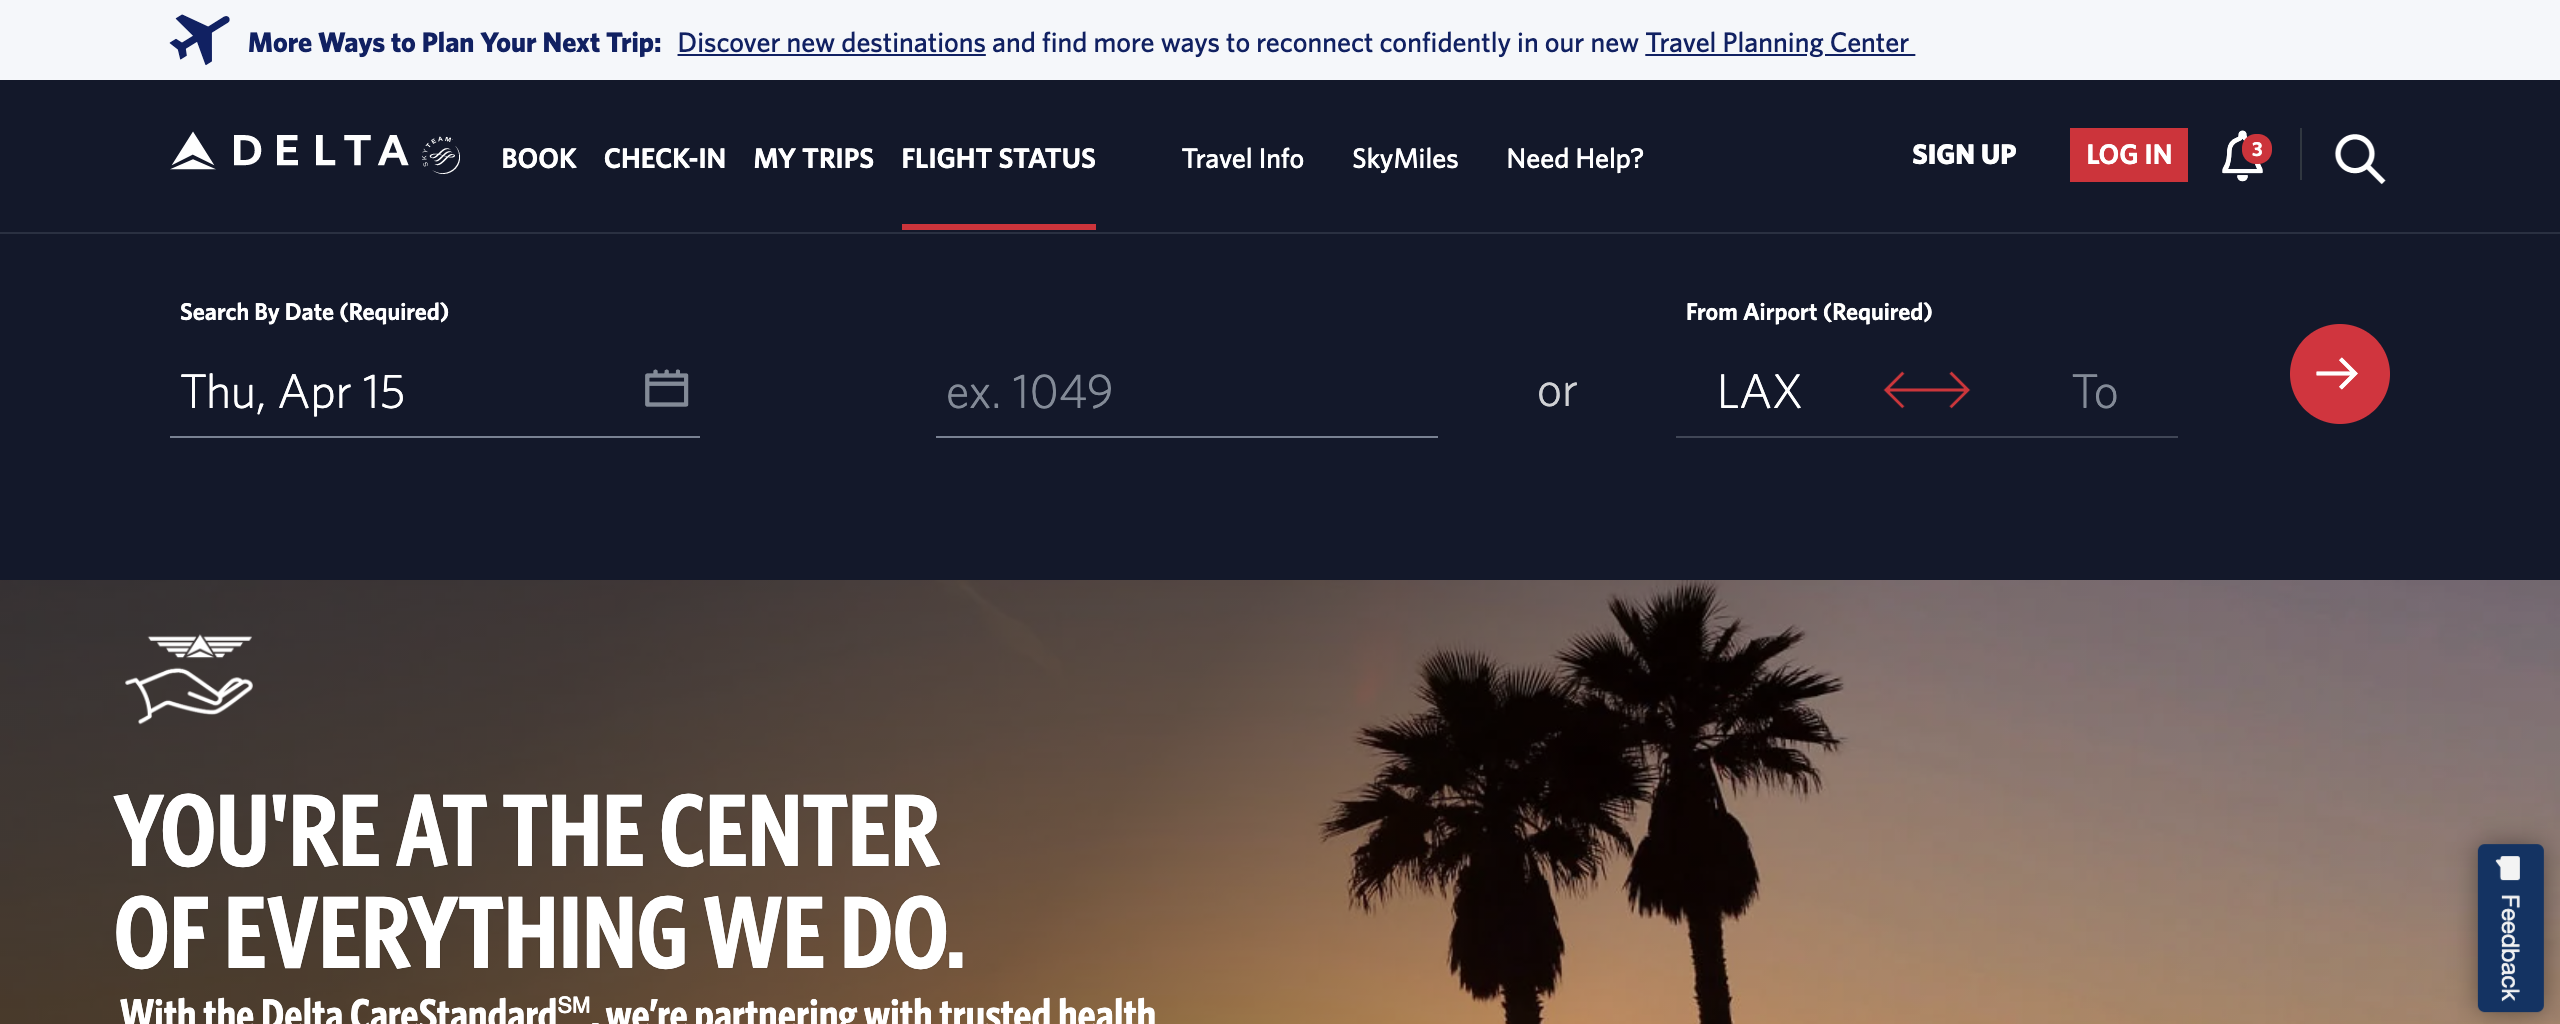 More Ways to Plan Your Next Trip: Discover new destinations and find more ways to reconnect confidently in our new Travel Planning Center
DELTA SKYTEAM BOOK CHECK-IN MY TRIPS FLIGHT STATUS Travel Info SkyMiles Need Help? SIGN UP LOG IN 3
Search By Date (Required) From Airport (Required)
Thu, Apr 15 ex. 1049 or LAX To
YOU'RE AT THE CENTER
OF EVERYTHING WE DO.
With the Delta CareStandard℠, we’re partnering with trusted health
Feedback